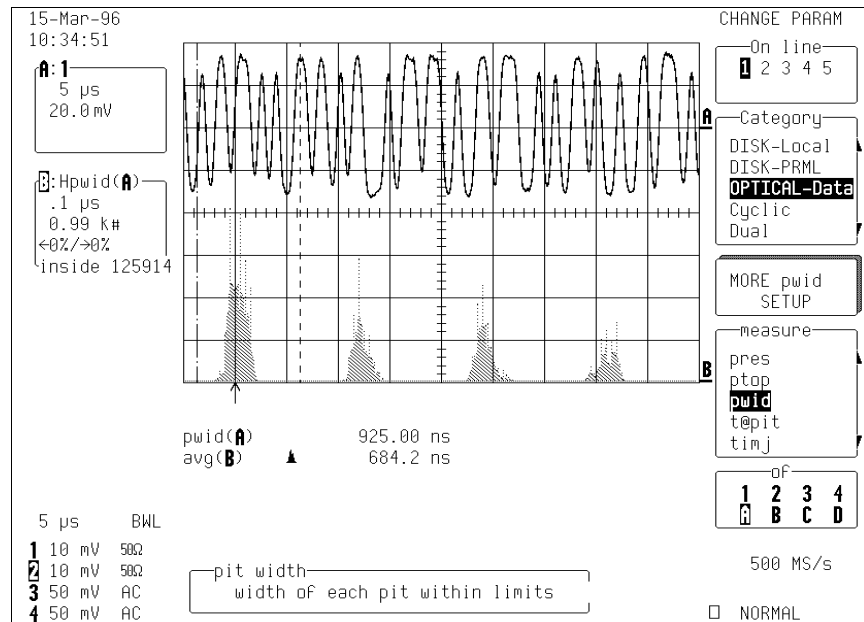 15-Mar-96
10:34:51
A:1
5 µs
20.0mV
B:Hpwid(A)
.1 µs
0.99 k#
←0%/→0%
inside 125914
A
B
pwid(A) 925.00 ns
avg(B) 684.2 ns
5 µs BWL
1 10 mV 50Ω
2 10 mV 50Ω
3 50 mV AC
4 50 mV AC
pit width
width of each pit within limits
CHANGE PARAM
On line
1 2 3 4 5
Category
DISK-Local
DISK-PRML
OPTICAL-Data
Cyclic
Dual
MORE pwid
SETUP
measure
pres
ptop
pwid
t@pit
timj
of
1 2 3 4
A B C D
500 MS/s
□ NORMAL